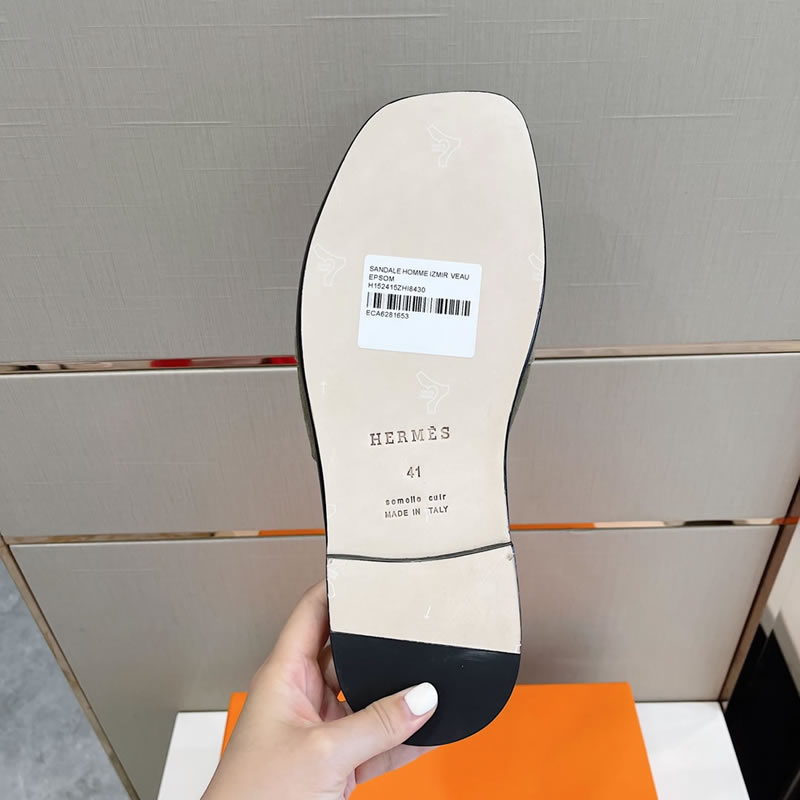 SANDALE HOMME IZMIR VEAU
EPSOM
H152415ZHI8430
ECA6281653
HERMÈS
41
semelle cuir
MADE IN ITALY